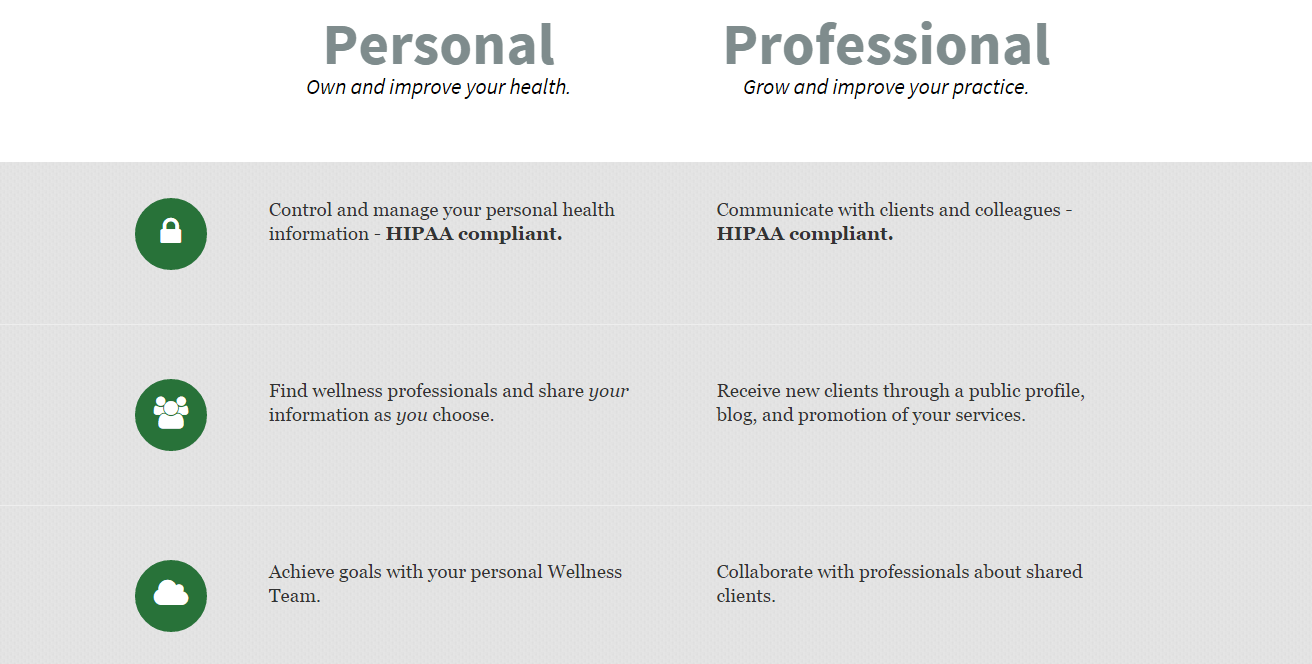 Personal
Professional
Own and improve your health.
Grow and improve your practice.
Control and manage your personal health
information - HIPAA compliant.
Communicate with clients and colleagues -
HIPAA compliant.
Find wellness professionals and share your
information as you choose.
Receive new clients through a public profile,
blog, and promotion of your services.
Achieve goals with your personal Wellness
Team.
Collaborate with professionals about shared
clients.